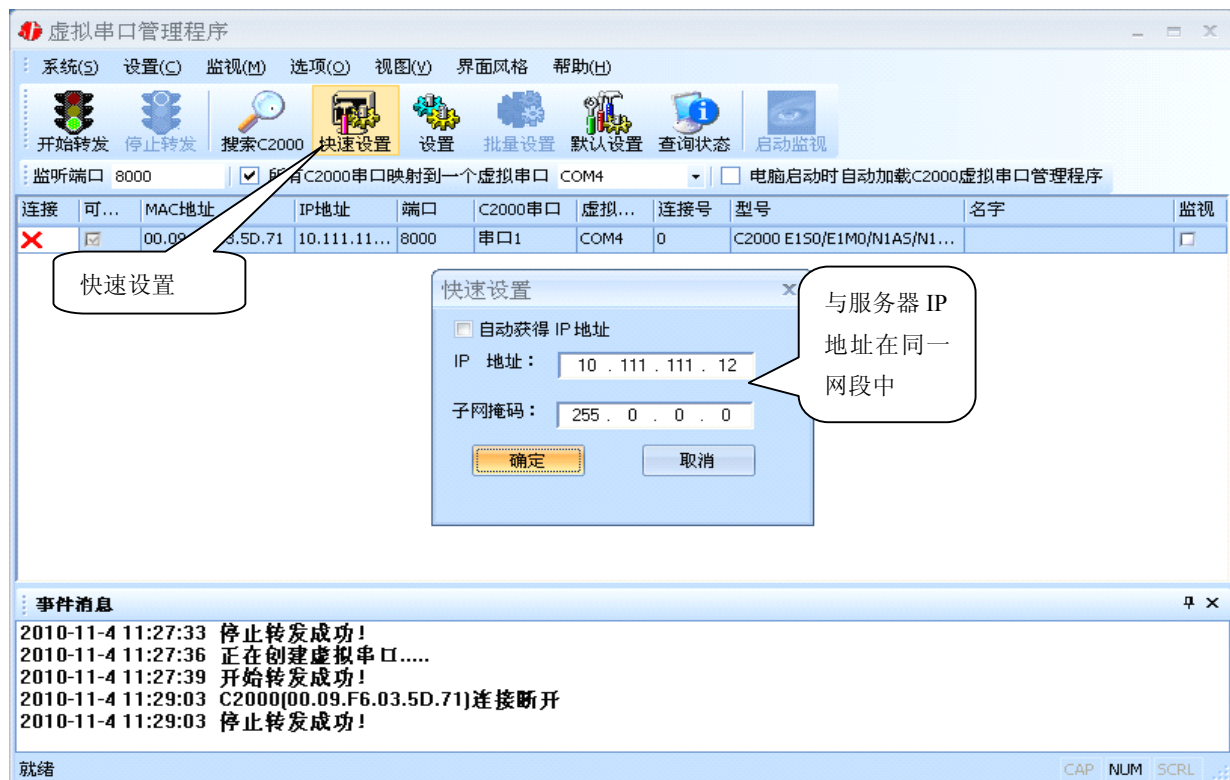 虚拟串口管理程序
系统(S) 设置(C) 监视(M) 选项(O) 视图(V) 界面风格 帮助(H)
开始转发 停止转发 搜索C2000 快速设置 设置 批量设置 默认设置 查询状态 启动监视
监听端口 8000 所有C2000串口映射到一个虚拟串口 COM4 电脑启动时自动加载C2000虚拟串口管理程序
连接 可... MAC地址 IP地址 端口 C2000串口 虚拟... 连接号 型号 名字 监视
00.09 .5D.71 10.111.11... 8000 串口1 COM4 0 C2000 E1S0/E1M0/N1AS/N1...
快速设置
快速设置
自动获得 IP 地址
IP 地址: 10 . 111 . 111 . 12
子网掩码: 255 . 0 . 0 . 0
确定 取消
与服务器 IP
地址在同一
网段中
事件消息
2010-11-4 11:27:33 停止转发成功!
2010-11-4 11:27:36 正在创建虚拟串口.....
2010-11-4 11:27:39 开始转发成功!
2010-11-4 11:29:03 C2000(00.09.F6.03.5D.71)连接断开
2010-11-4 11:29:03 停止转发成功!
就绪 CAP NUM SCRL